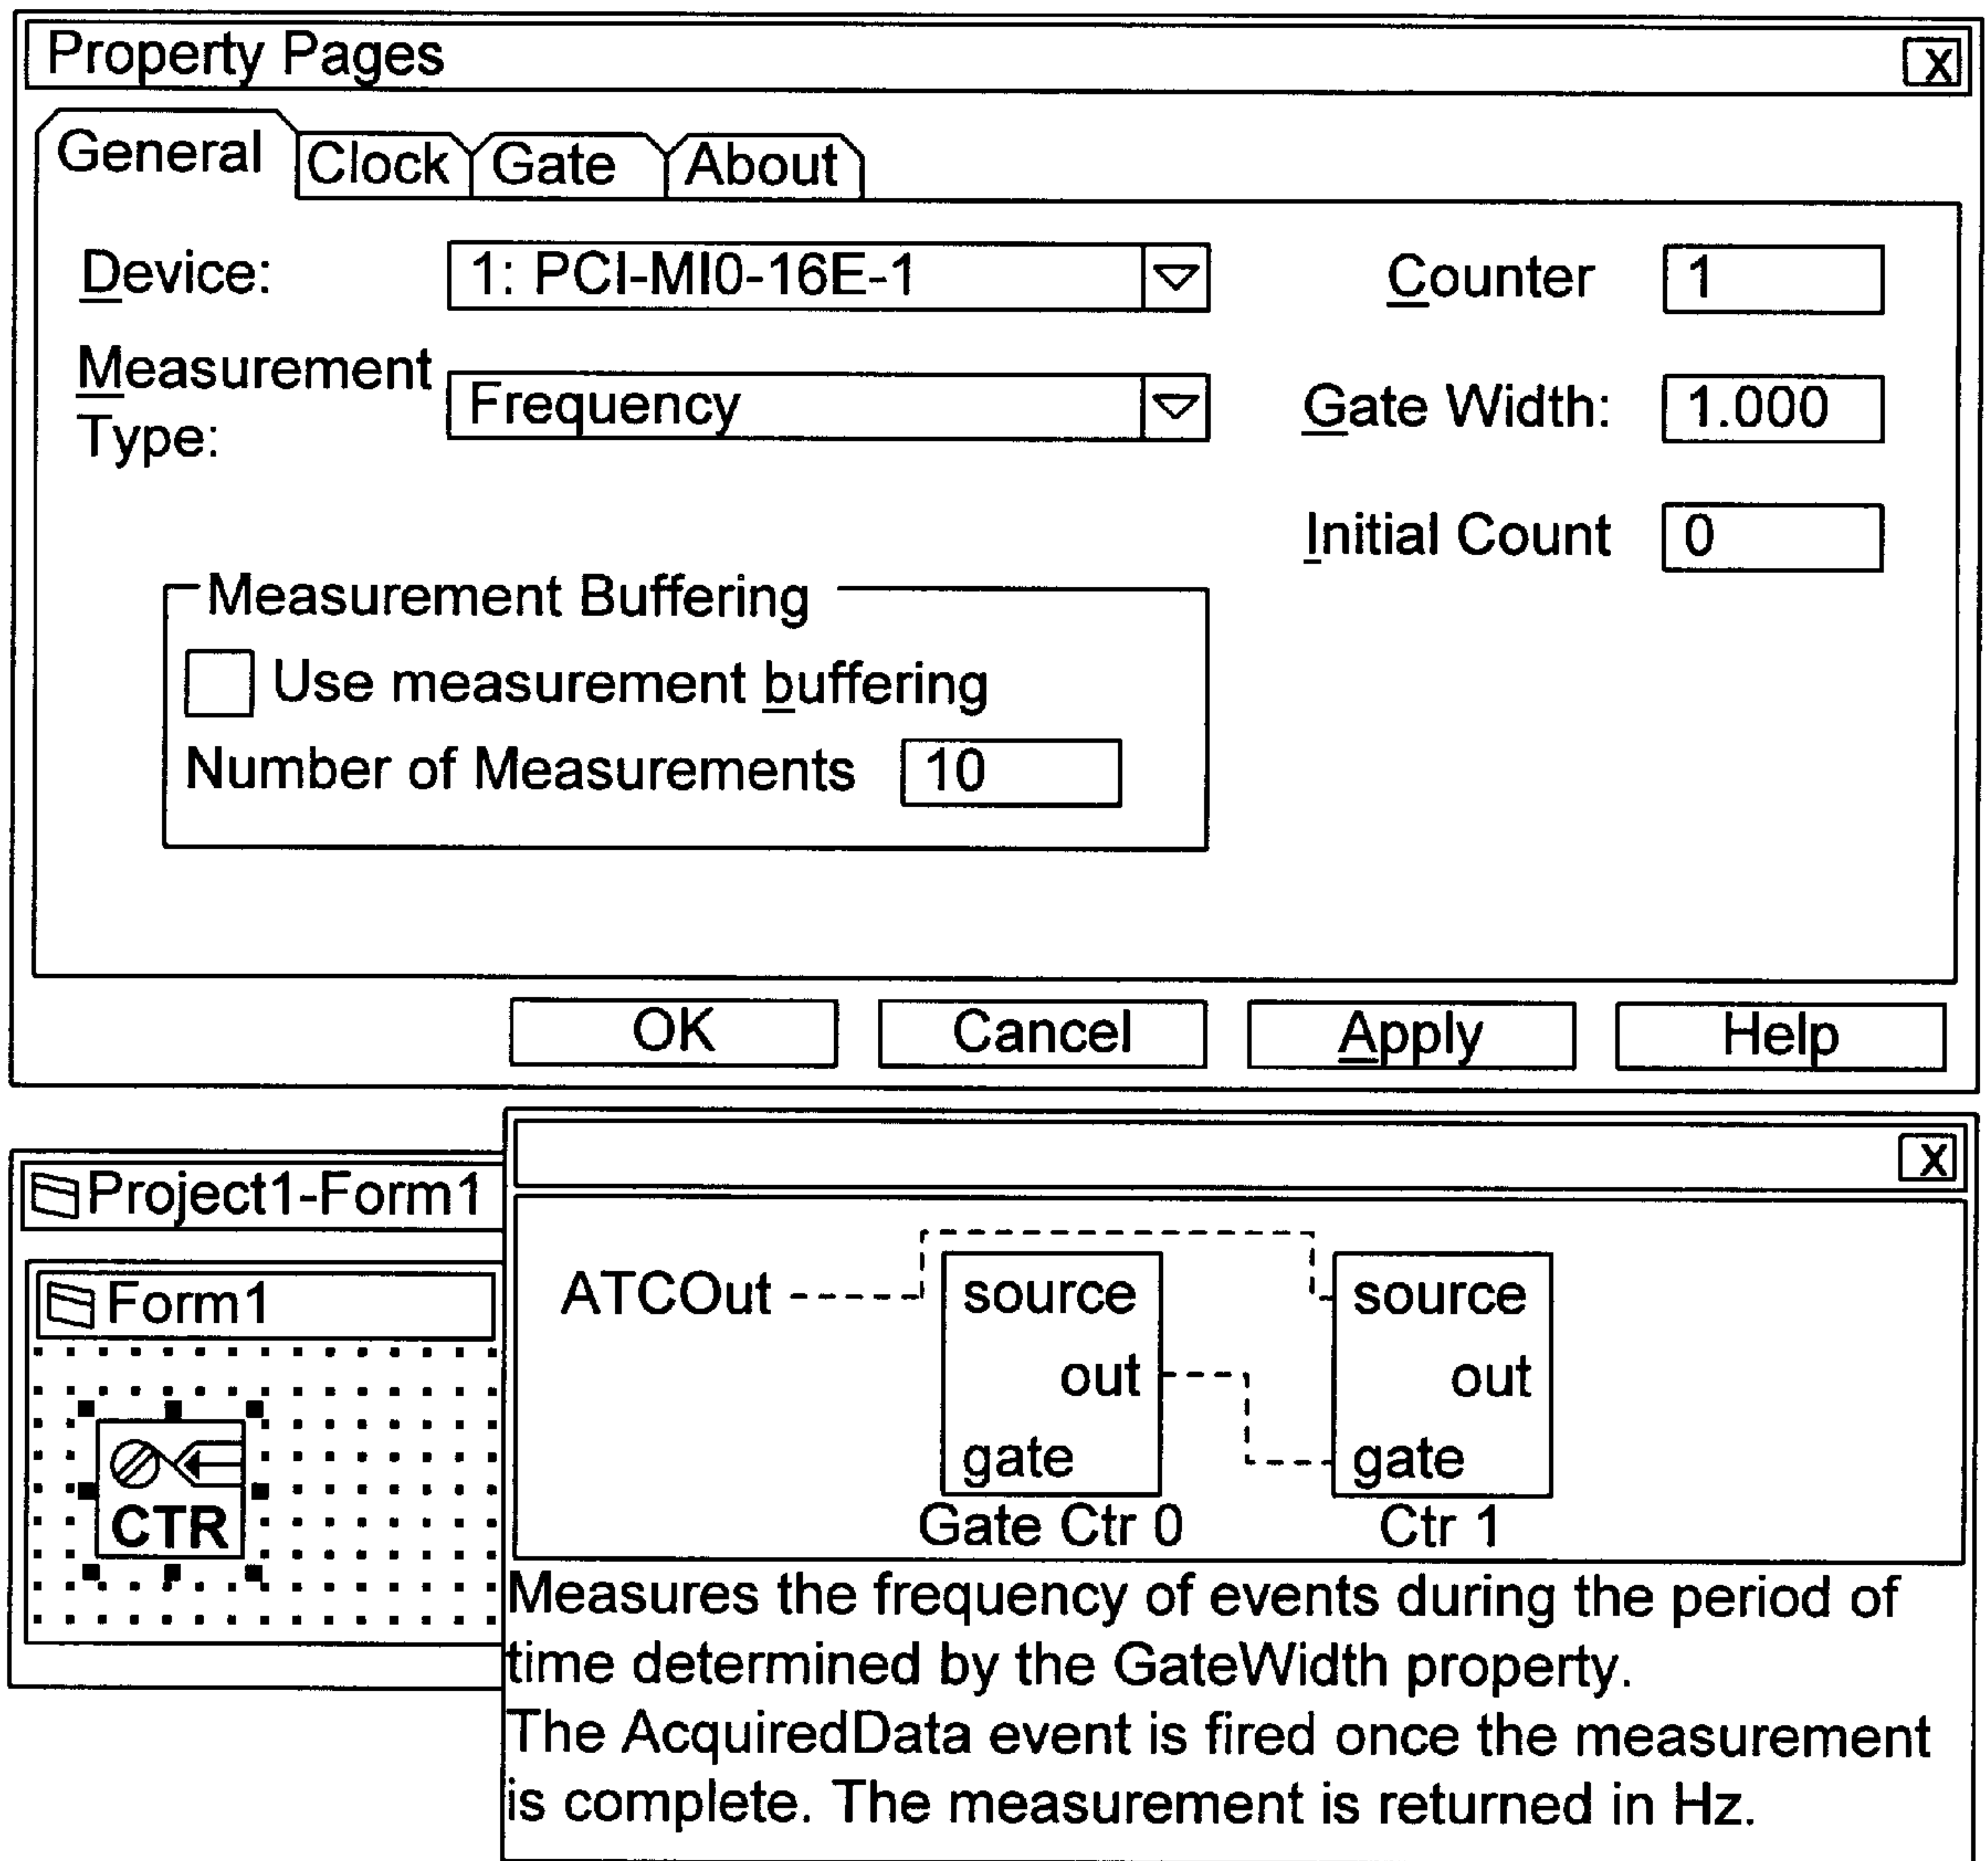 Property Pages
X
General
Clock
Gate
About
Device:
1: PCI-MI0-16E-1
Counter
1
Measurement
Type:
Frequency
Gate Width:
1.000
Initial Count
0
Measurement Buffering
Use measurement buffering
Number of Measurements
10
OK
Cancel
Apply
Help
Project1-Form1
Form1
CTR
X
ATCOut
source
out
gate
Gate Ctr 0
source
out
gate
Ctr 1
Measures the frequency of events during the period of
time determined by the GateWidth property.
The AcquiredData event is fired once the measurement
is complete. The measurement is returned in Hz.